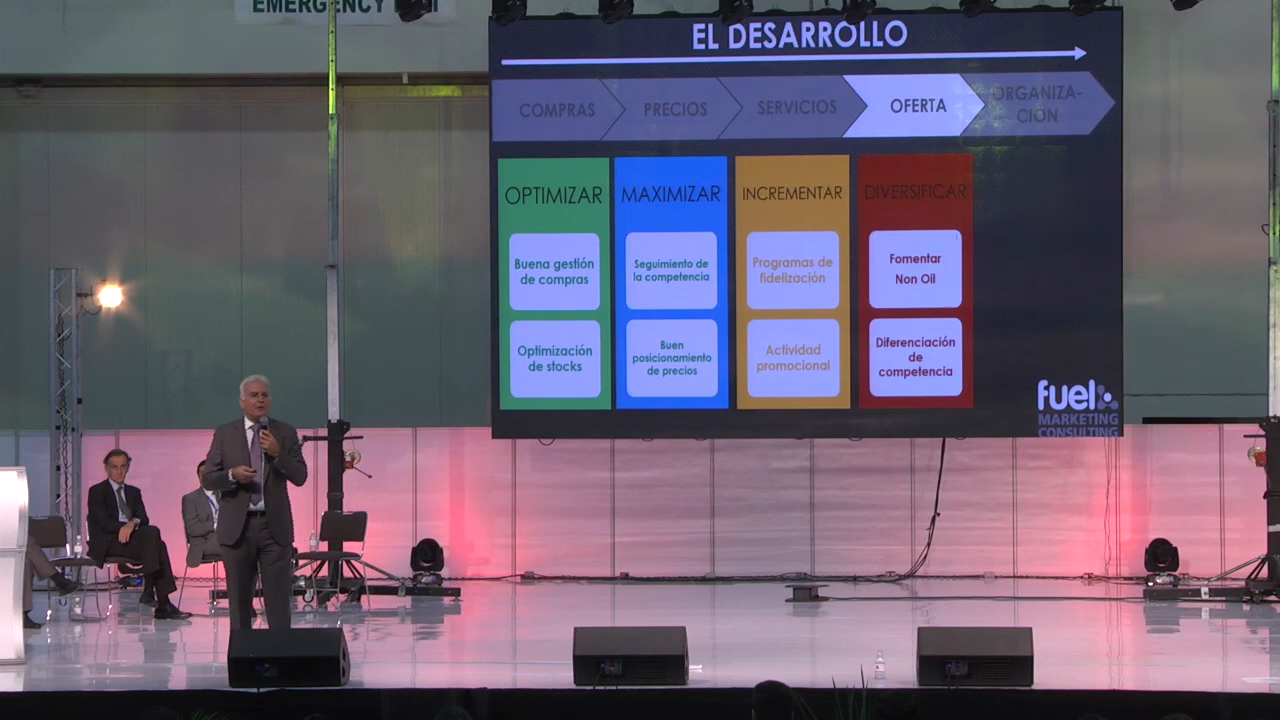 EMERGENCY
EL DESARROLLO
COMPRAS
PRECIOS
SERVICIOS
OFERTA
ORGANIZA-
CIÓN
OPTIMIZAR
Buena gestión
de compras
Optimización
de stocks
MAXIMIZAR
Seguimiento de
la competencia
Buen
posicionamiento
de precios
INCREMENTAR
Programas de
fidelización
Actividad
promocional
DIVERSIFICAR
Fomentar
Non Oil
Diferenciación
de
competencia
fuel
MARKETING
CONSULTING